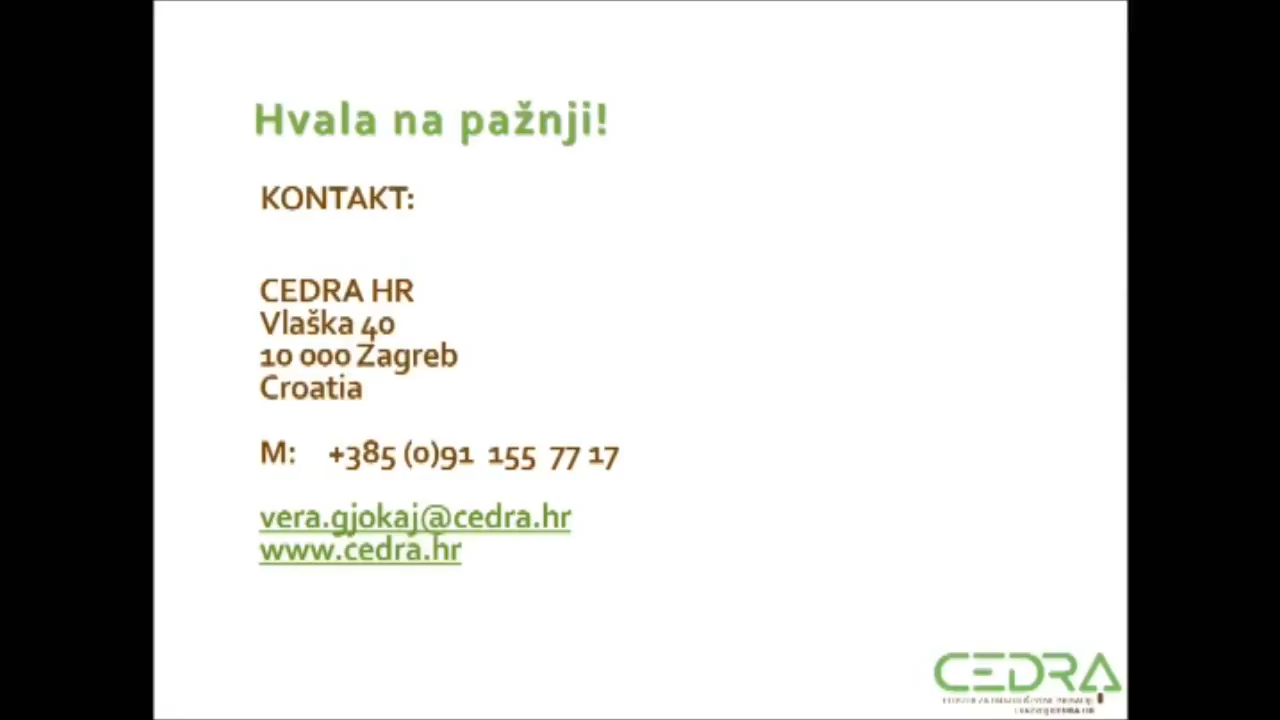 Hvala na pažnji!
KONTAKT:
CEDRA HR
Vlaška 40
10 000 Zagreb
Croatia
M: +385 (0)91 155 77 17
vera.gjokaj@cedra.hr
www.cedra.hr
CEDRA